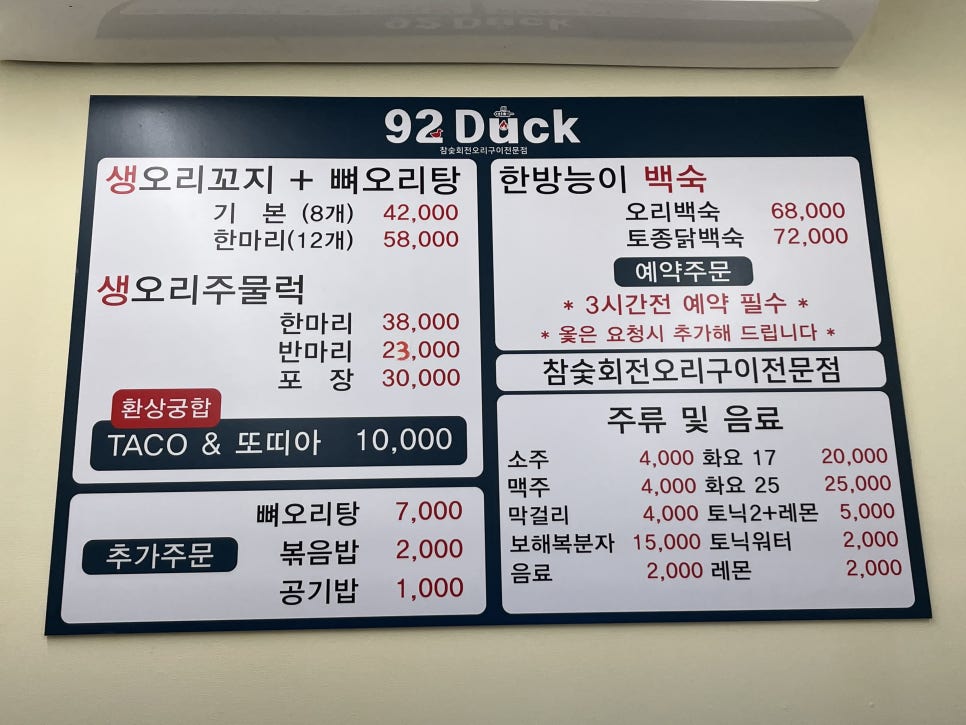 92 Duck
참숯회전오리구이전문점
생오리꼬지 + 뼈오리탕
기 본 (8개) 42,000
한마리(12개) 58,000
생오리주물럭
한마리 38,000
반마리 23,000
포 장 30,000
환상궁합
TACO & 또띠아 10,000
추가주문
뼈오리탕 7,000
볶음밥 2,000
공기밥 1,000
한방능이 백숙
오리백숙 68,000
토종닭백숙 72,000
예약주문
* 3시간전 예약 필수 *
* 옻은 요청시 추가해 드립니다 *
참숯회전오리구이전문점
주류 및 음료
소주 4,000 화요 17 20,000
맥주 4,000 화요 25 25,000
막걸리 4,000 토닉2+레몬 5,000
보해복분자 15,000 토닉워터 2,000
음료 2,000 레몬 2,000